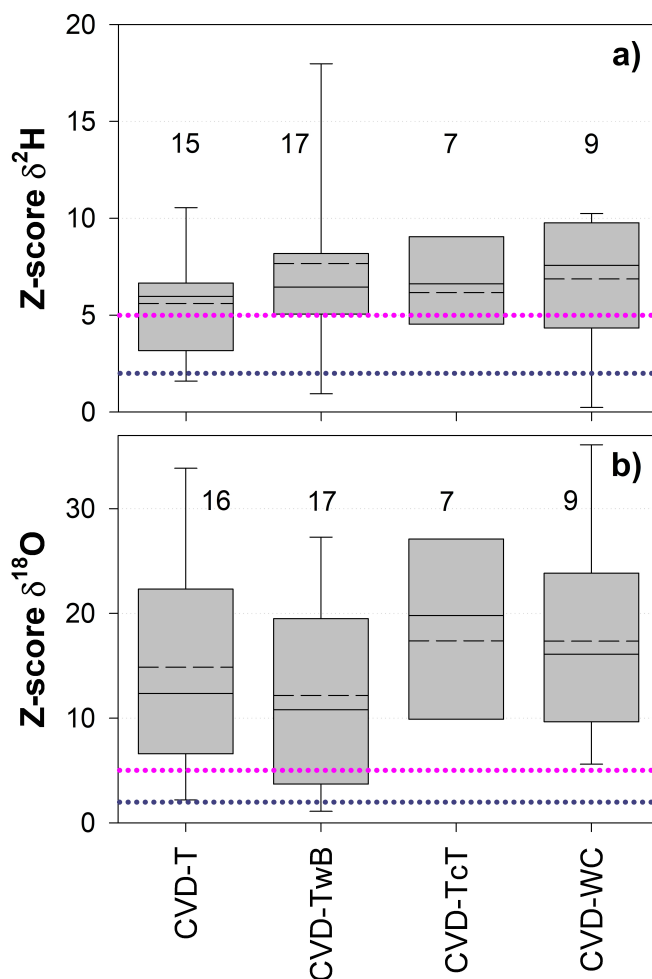 20
a)
15
15
17
7
9
10
Z-score δ²H
5
0
b)
16
17
7
9
30
20
Z-score δ¹⁸O
10
0
CVD-T
CVD-TwB
CVD-TcT
CVD-WC